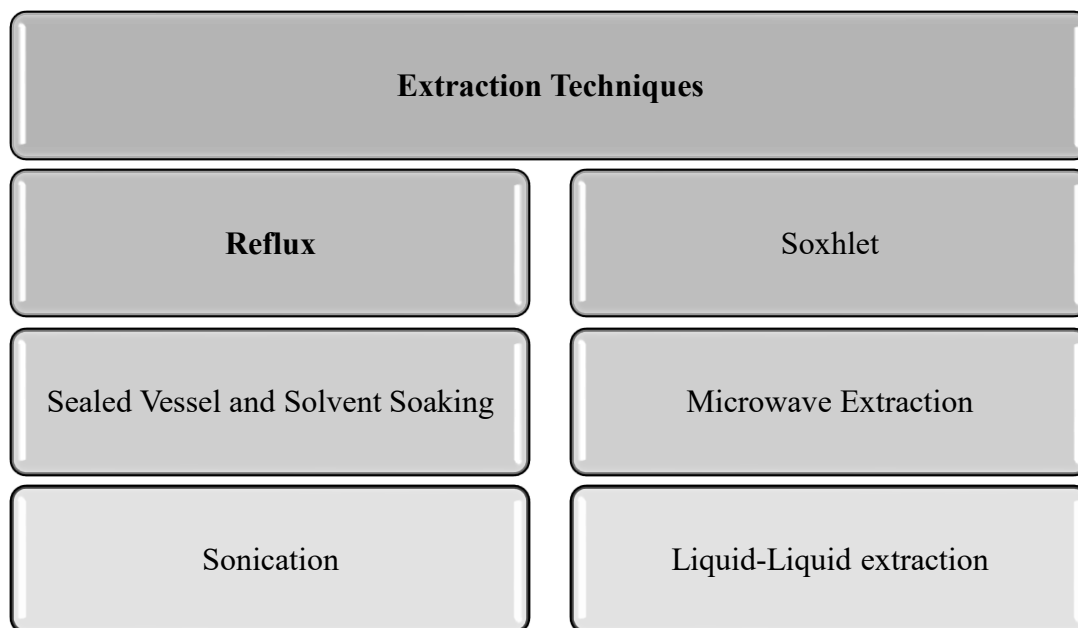 Extraction Techniques
Reflux
Soxhlet
Sealed Vessel and Solvent Soaking
Microwave Extraction
Sonication
Liquid-Liquid extraction